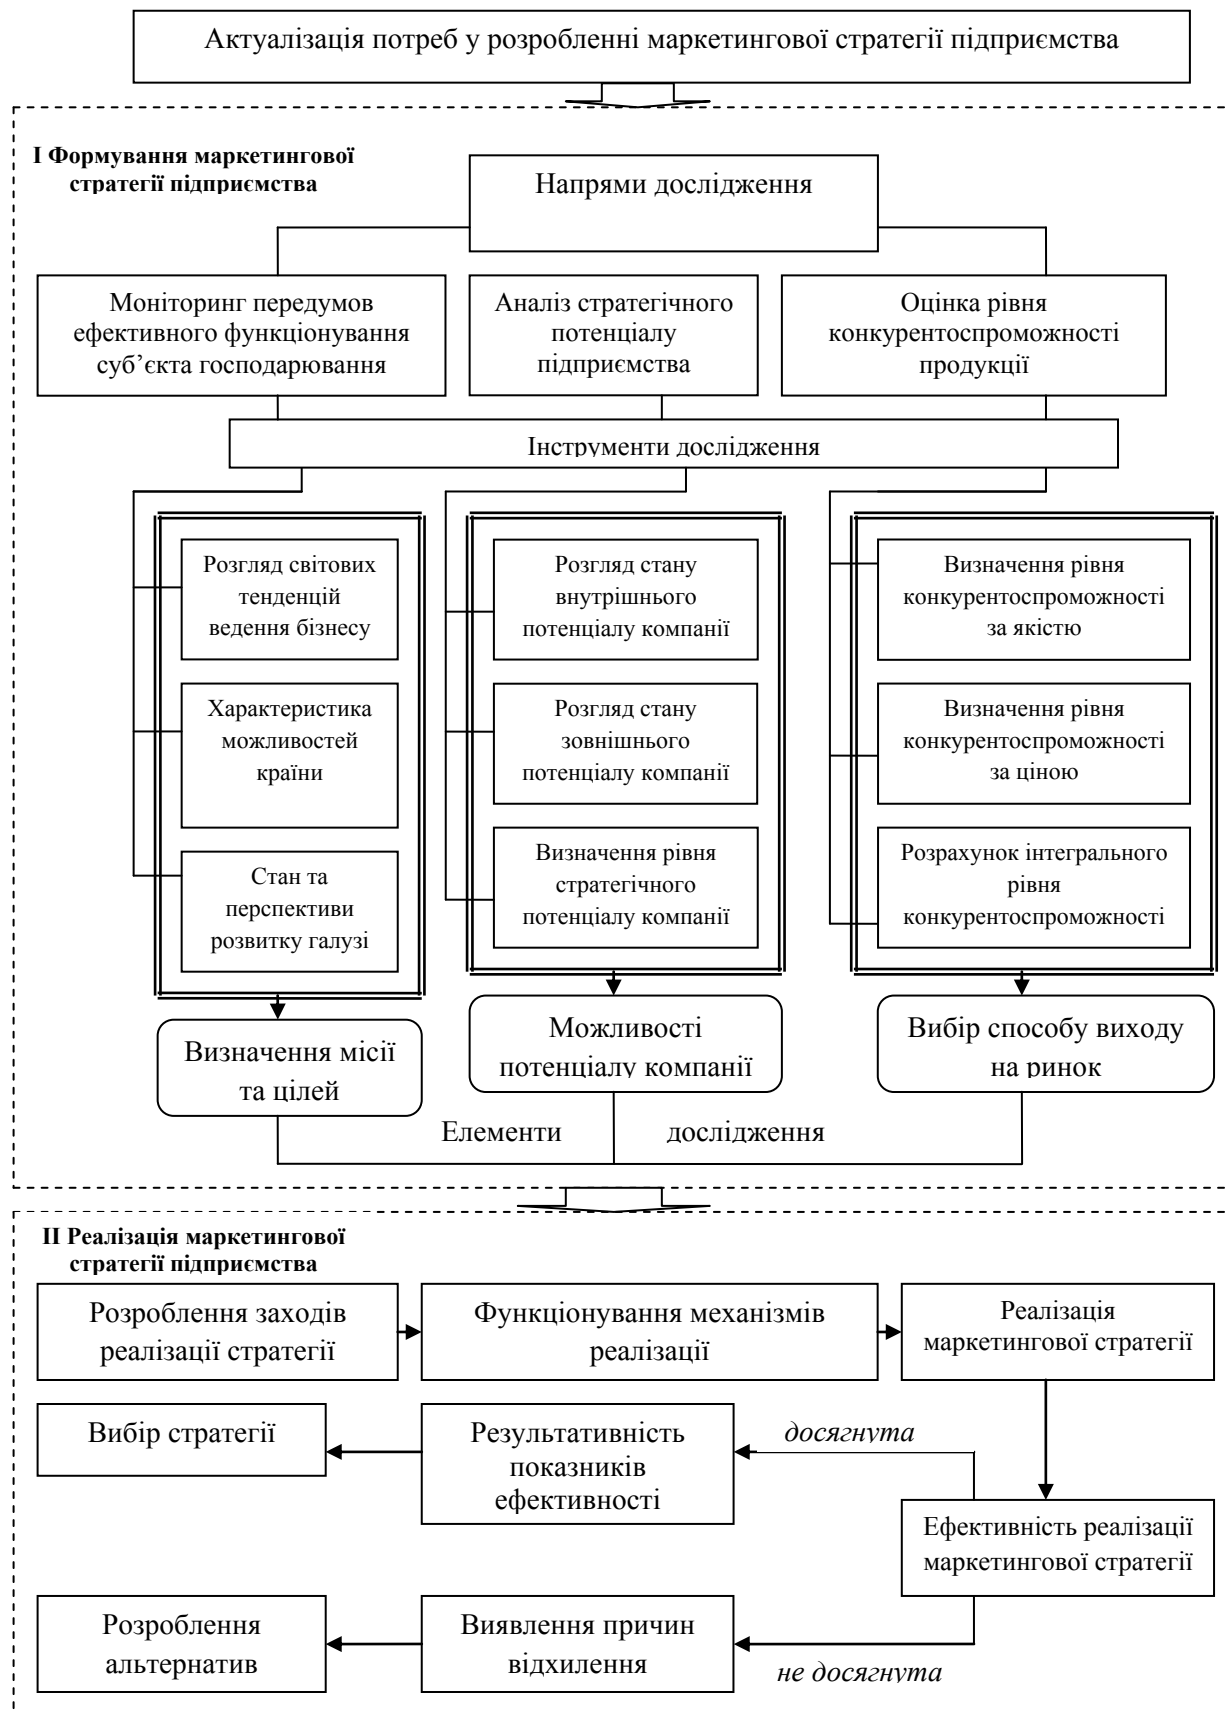 Актуалізація потреб у розробленні маркетингової стратегії підприємства
І Формування маркетингової
стратегії підприємства
Напрями дослідження
Моніторинг передумов
ефективного функціонування
суб’єкта господарювання
Аналіз стратегічного
потенціалу
підприємства
Оцінка рівня
конкурентоспроможності
продукції
Інструменти дослідження
Розгляд світових
тенденцій
ведення бізнесу
Характеристика
можливостей
країни
Стан та
перспективи
розвитку галузі
Розгляд стану
внутрішнього
потенціалу компанії
Розгляд стану
зовнішнього
потенціалу компанії
Визначення рівня
стратегічного
потенціалу компанії
Визначення рівня
конкурентоспроможності
за якістю
Визначення рівня
конкурентоспроможності
за ціною
Розрахунок інтегрального
рівня
конкурентоспроможності
Визначення місії
та цілей
Можливості
потенціалу компанії
Вибір способу виходу
на ринок
Елементи дослідження
ІІ Реалізація маркетингової
стратегії підприємства
Розроблення заходів
реалізації стратегії
Функціонування механізмів
реалізації
Реалізація
маркетингової стратегії
Вибір стратегії
Результативність
показників
ефективності
досягнута
Ефективність реалізації
маркетингової стратегії
Розроблення
альтернатив
Виявлення причин
відхилення
не досягнута